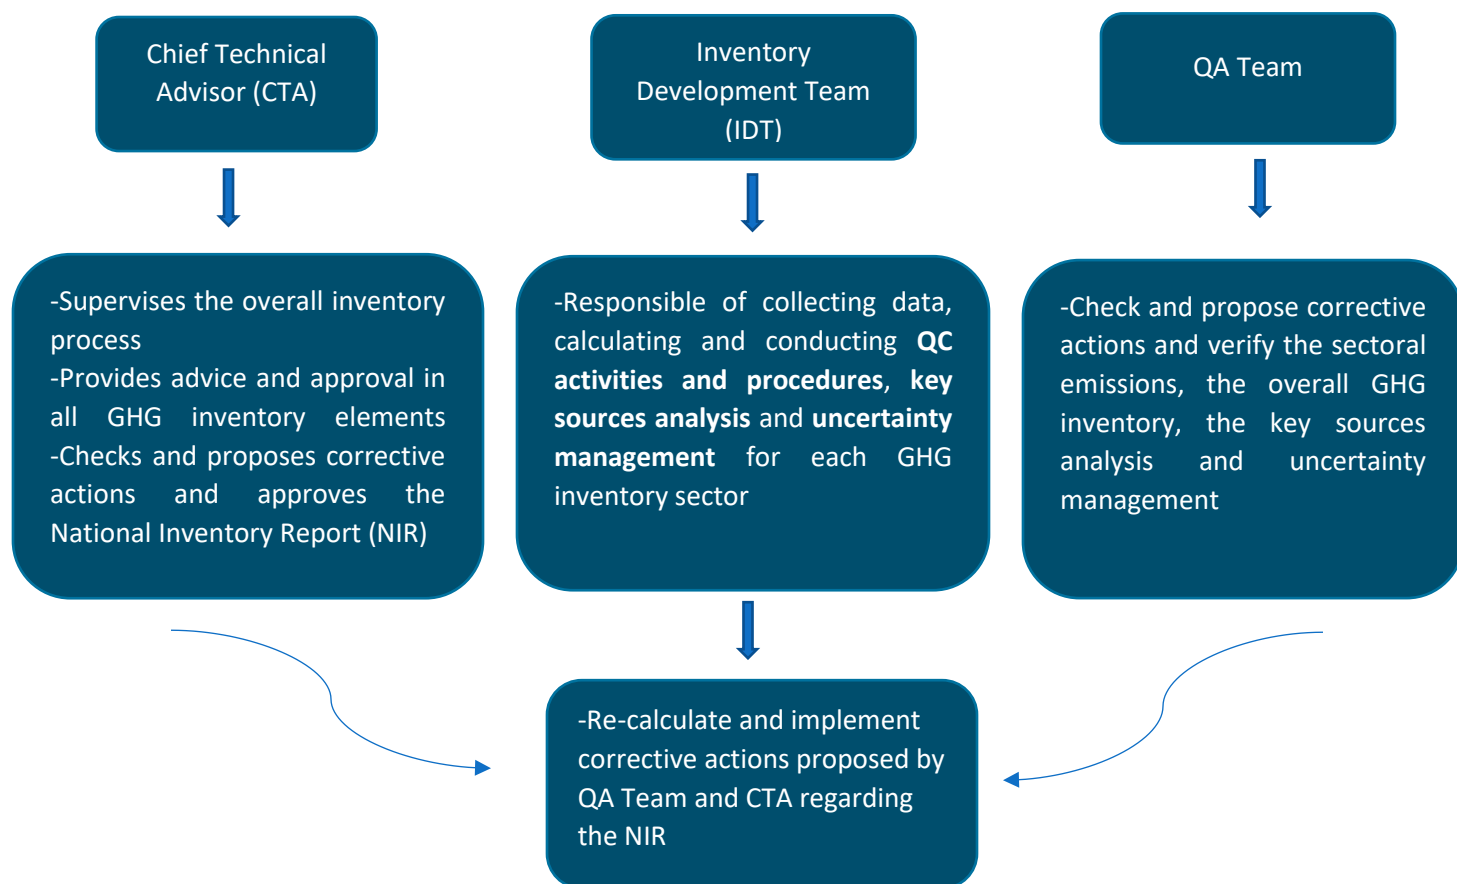 Chief Technical
Advisor (CTA)
Inventory
Development Team
(IDT)
QA Team
-Supervises the overall inventory
process
-Provides advice and approval in
all GHG inventory elements
-Checks and proposes corrective
actions and approves the
National Inventory Report (NIR)
-Responsible of collecting data,
calculating and conducting QC
activities and procedures, key
sources analysis and uncertainty
management for each GHG
inventory sector
-Check and propose corrective
actions and verify the sectoral
emissions, the overall GHG
inventory, the key sources
analysis and uncertainty
management
-Re-calculate and implement
corrective actions proposed by
QA Team and CTA regarding
the NIR